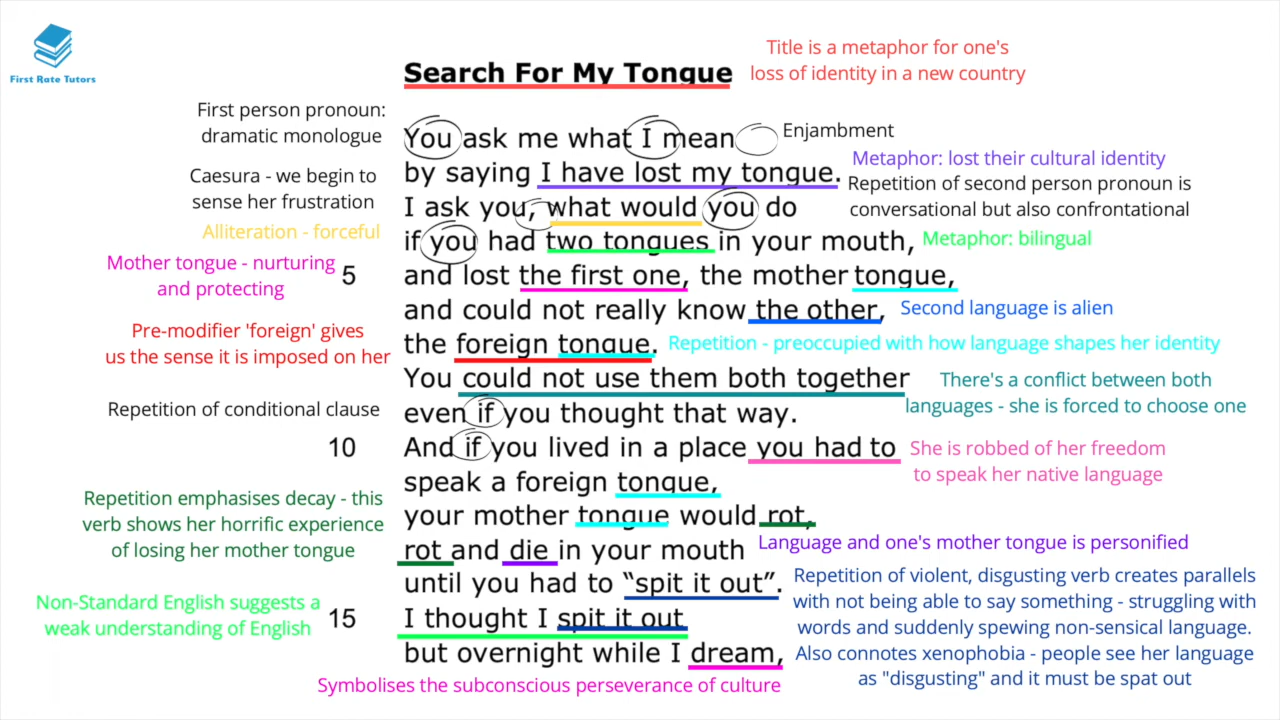 First Rate Tutors
Search For My Tongue
Title is a metaphor for one's
loss of identity in a new country
First person pronoun:
dramatic monologue
You ask me what I mean
Enjambment
by saying I have lost my tongue.
Metaphor: lost their cultural identity
Caesura - we begin to
sense her frustration
Repetition of second person pronoun is
conversational but also confrontational
I ask you, what would you do
Alliteration - forceful
if you had two tongues in your mouth,
Metaphor: bilingual
Mother tongue - nurturing
and protecting
5
and lost the first one, the mother tongue,
and could not really know the other,
Second language is alien
Pre-modifier 'foreign' gives
us the sense it is imposed on her
the foreign tongue.
Repetition - preoccupied with how language shapes her identity
You could not use them both together
There's a conflict between both
languages - she is forced to choose one
Repetition of conditional clause
even if you thought that way.
10
And if you lived in a place you had to
She is robbed of her freedom
to speak her native language
speak a foreign tongue,
Repetition emphasises decay - this
verb shows her horrific experience
of losing her mother tongue
your mother tongue would rot,
rot and die in your mouth
Language and one's mother tongue is personified
until you had to “spit it out”.
Repetition of violent, disgusting verb creates parallels
with not being able to say something - struggling with
words and suddenly spewing non-sensical language.
Also connotes xenophobia - people see her language
as "disgusting" and it must be spat out
Non-Standard English suggests a
weak understanding of English
15
I thought I spit it out
but overnight while I dream,
Symbolises the subconscious perseverance of culture